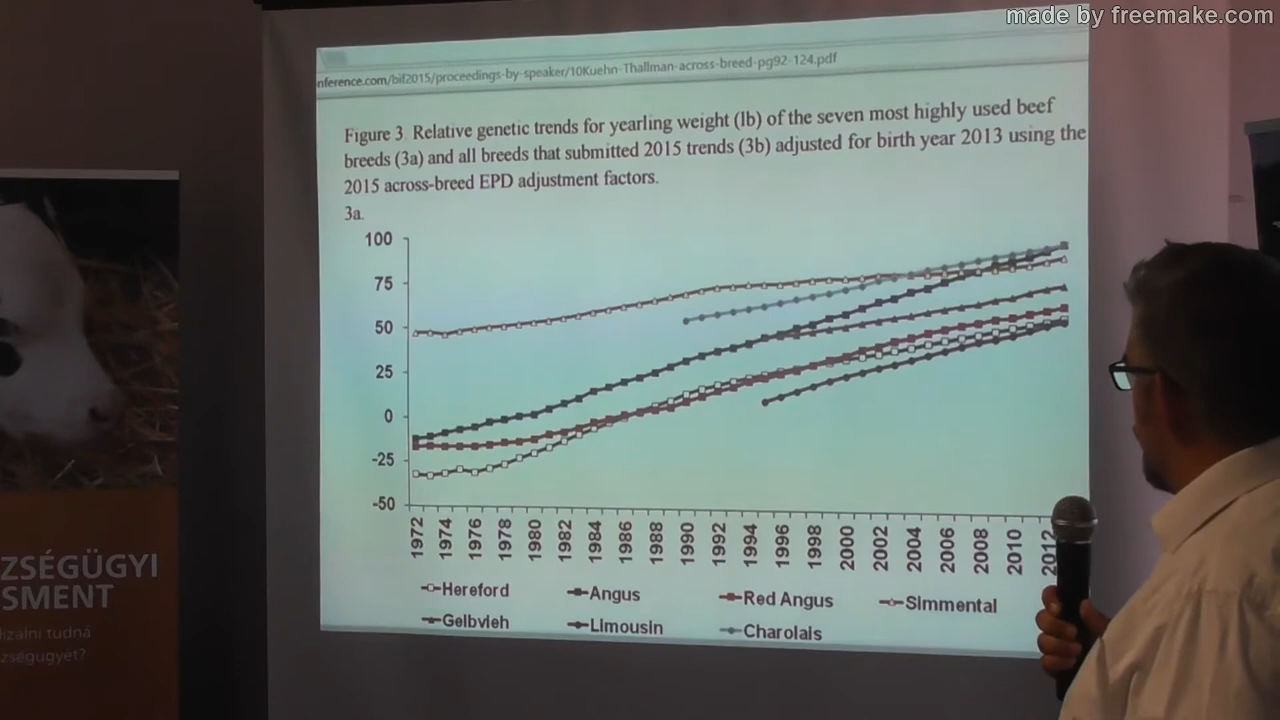 made by freemake.com
nference.com/bif2015/proceedings-by-speaker/10Kuehn-Thallman-across-breed-pg92-124.pdf
Figure 3. Relative genetic trends for yearling weight (lb) of the seven most highly used beef
breeds (3a) and all breeds that submitted 2015 trends (3b) adjusted for birth year 2013 using the
2015 across-breed EPD adjustment factors.
3a.
100
75
50
25
0
-25
-50
1972 1974 1976 1978 1980 1982 1984 1986 1988 1990 1992 1994 1996 1998 2000 2002 2004 2006 2008 2010 2012
Hereford Angus Red Angus Simmental
Gelbvieh Limousin Charolais
ZSÉGÜGYI
SMENT
lizálni tudná
zségügyét?